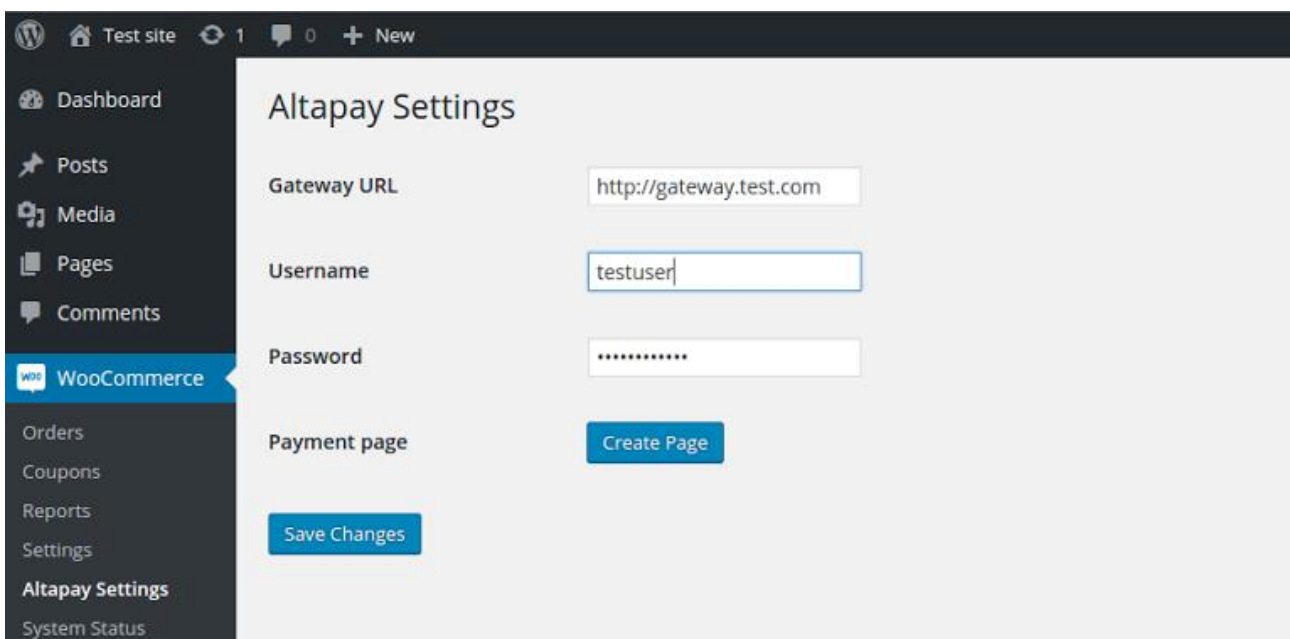 Test site 1 0 New
Dashboard
Posts
Media
Pages
Comments
WOO WooCommerce
Orders
Coupons
Reports
Settings
Altapay Settings
System Status
Altapay Settings
Gateway URL http://gateway.test.com
Username testuser
Password ••••••••••••
Payment page Create Page
Save Changes